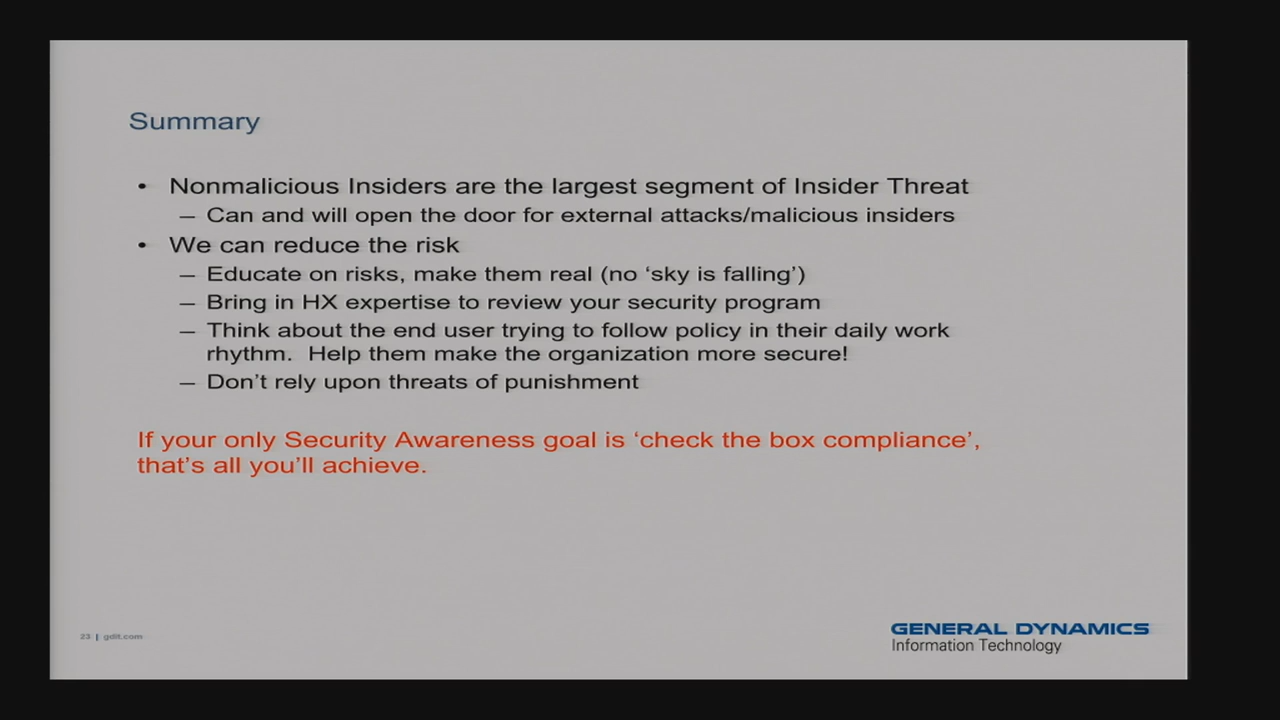 Summary
• Nonmalicious Insiders are the largest segment of Insider Threat
– Can and will open the door for external attacks/malicious insiders
• We can reduce the risk
– Educate on risks, make them real (no ‘sky is falling’)
– Bring in HX expertise to review your security program
– Think about the end user trying to follow policy in their daily work
rhythm.  Help them make the organization more secure!
– Don’t rely upon threats of punishment
If your only Security Awareness goal is ‘check the box compliance’,
that’s all you’ll achieve.
23 | gdit.com
GENERAL DYNAMICS
Information Technology